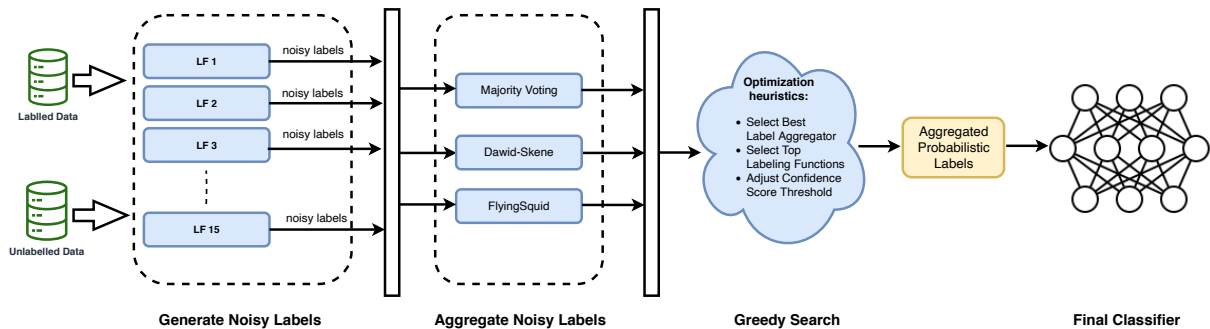 Lablled Data
Unlabelled Data
LF 1
LF 2
LF 3
LF 15
noisy labels
noisy labels
noisy labels
noisy labels
Generate Noisy Labels
Majority Voting
Dawid-Skene
FlyingSquid
Aggregate Noisy Labels
Optimization
heuristics:
• Select Best
Label Aggregator
• Select Top
Labeling Functions
• Adjust Confidence
Score Threshold
Greedy Search
Aggregated
Probabilistic
Labels
Final Classifier